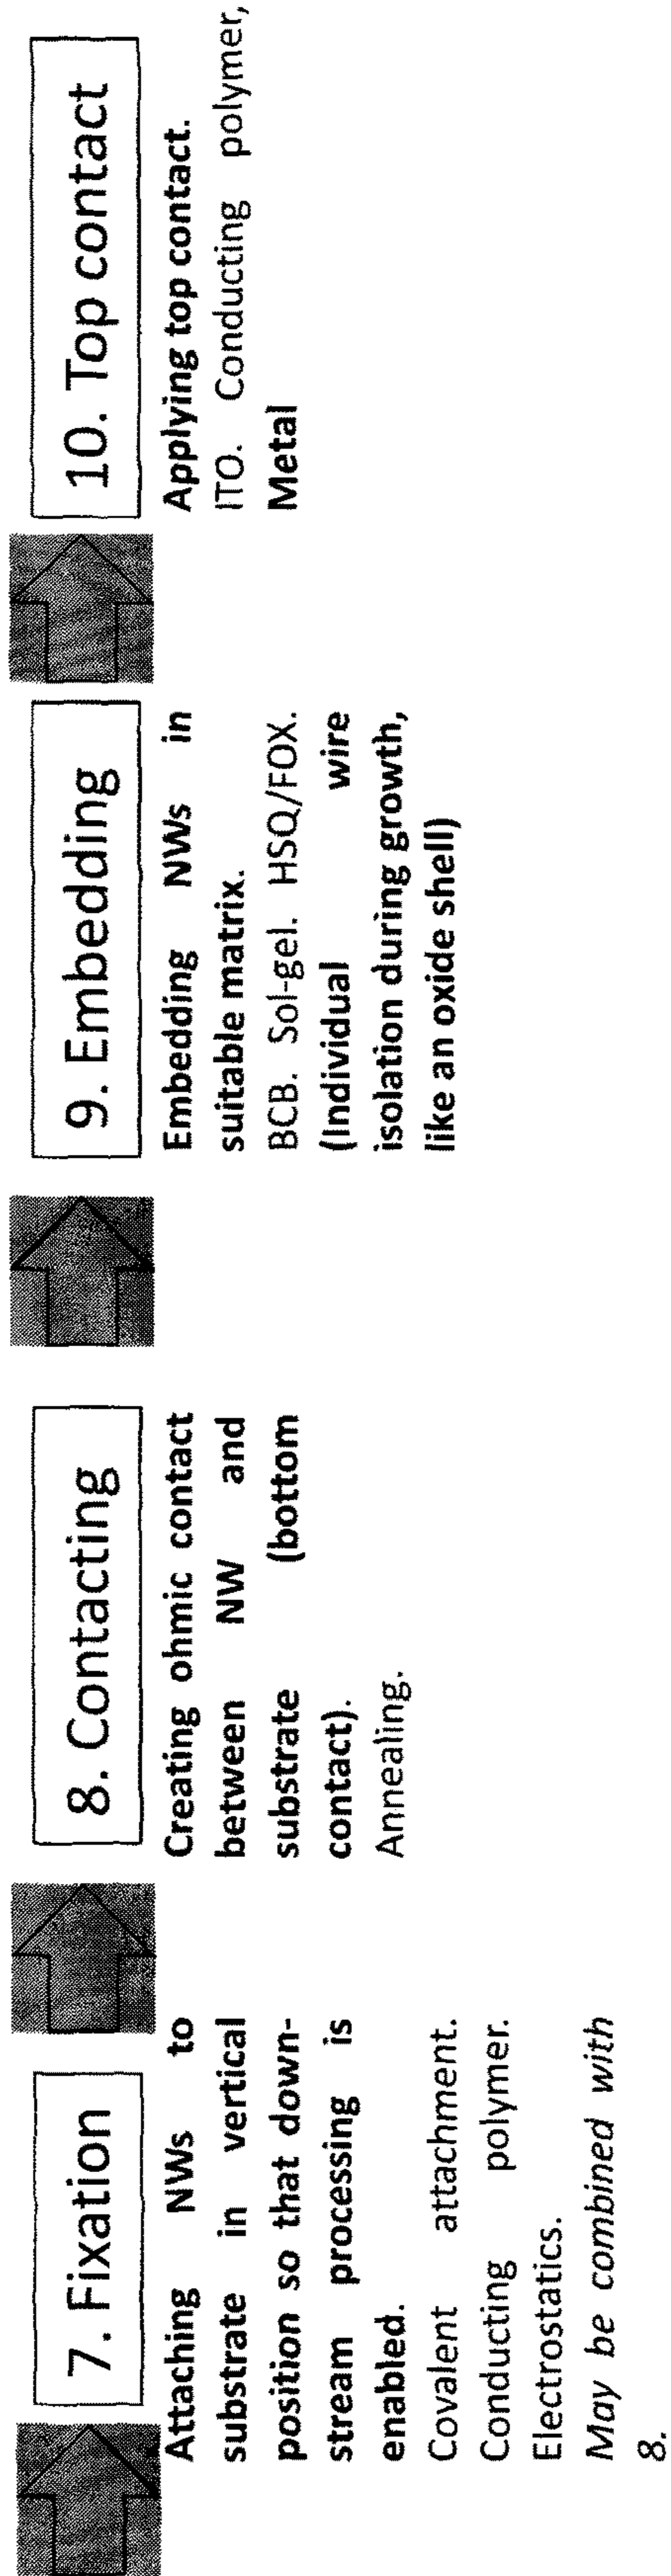 7. Fixation
Attaching NWs to
substrate in vertical
position so that down-
stream processing is
enabled.
Covalent attachment.
Conducting polymer.
Electrostatics.
May be combined with
8.
8. Contacting
Creating ohmic contact
between NW and
substrate (bottom
contact).
Annealing.
9. Embedding
Embedding NWs in
suitable matrix.
BCB. Sol-gel. HSQ/FOX.
(Individual wire
isolation during growth,
like an oxide shell)
10. Top contact
Applying top contact.
ITO. Conducting polymer,
Metal